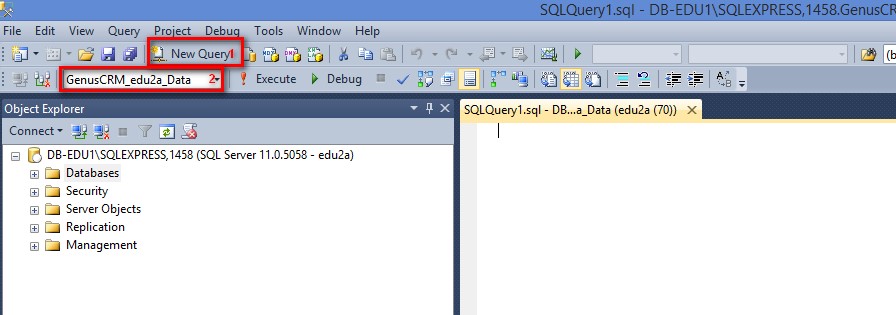 SQLQuery1.sql - DB-EDU1\SQLEXPRESS,1458.GenusCR
File Edit View Query Project Debug Tools Window Help
New Query 1
GenusCRM_edu2a_Data 2 Execute Debug
Object Explorer
SQLQuery1.sql - DB...a_Data (edu2a (70))
Connect
DB-EDU1\SQLEXPRESS,1458 (SQL Server 11.0.5058 - edu2a)
Databases
Security
Server Objects
Replication
Management